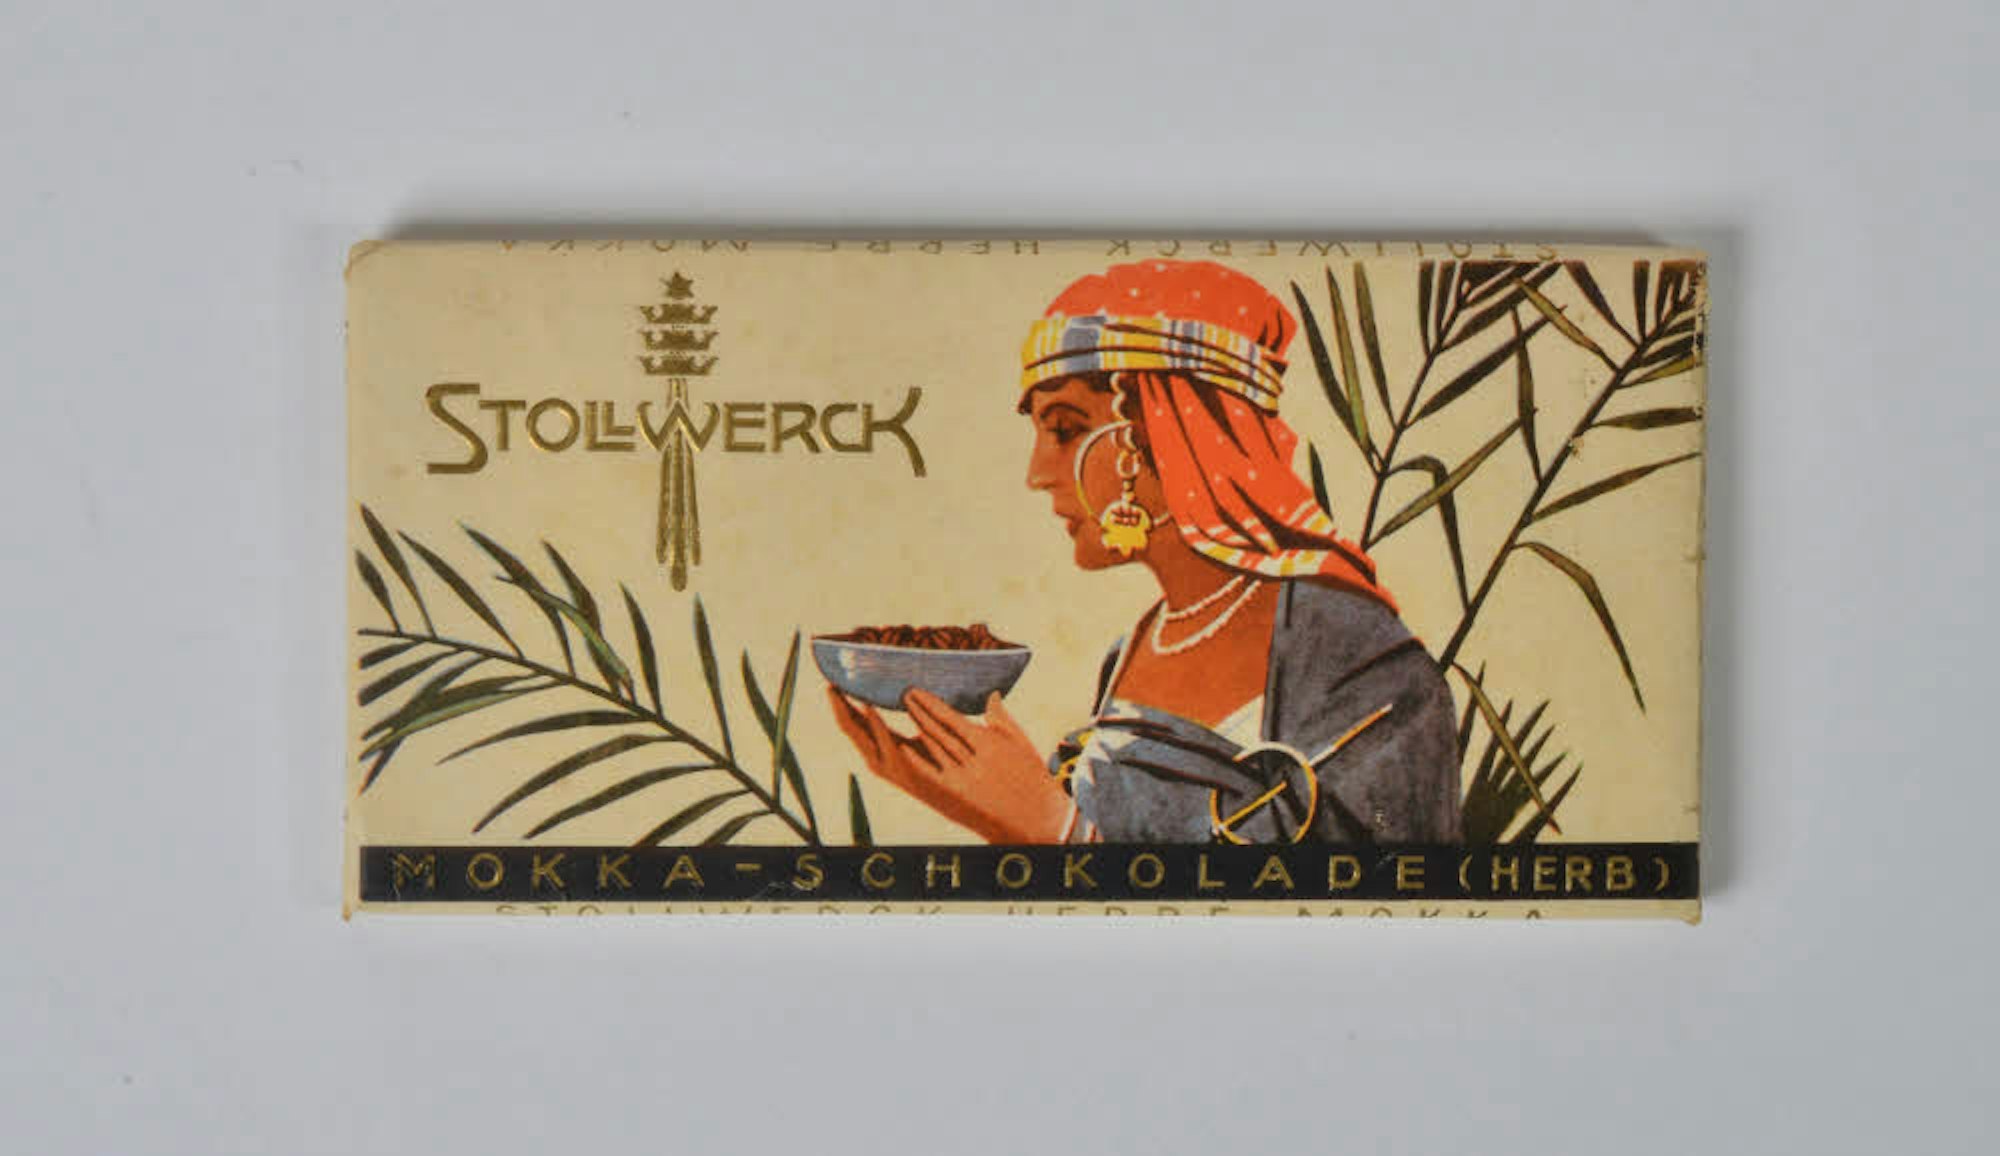 STOLLWERCK HERBE MOKKA
STOLLWERCK
MOKKA-SCHOKOLADE (HERB)
STOLLWERCK HERBE MOKKA